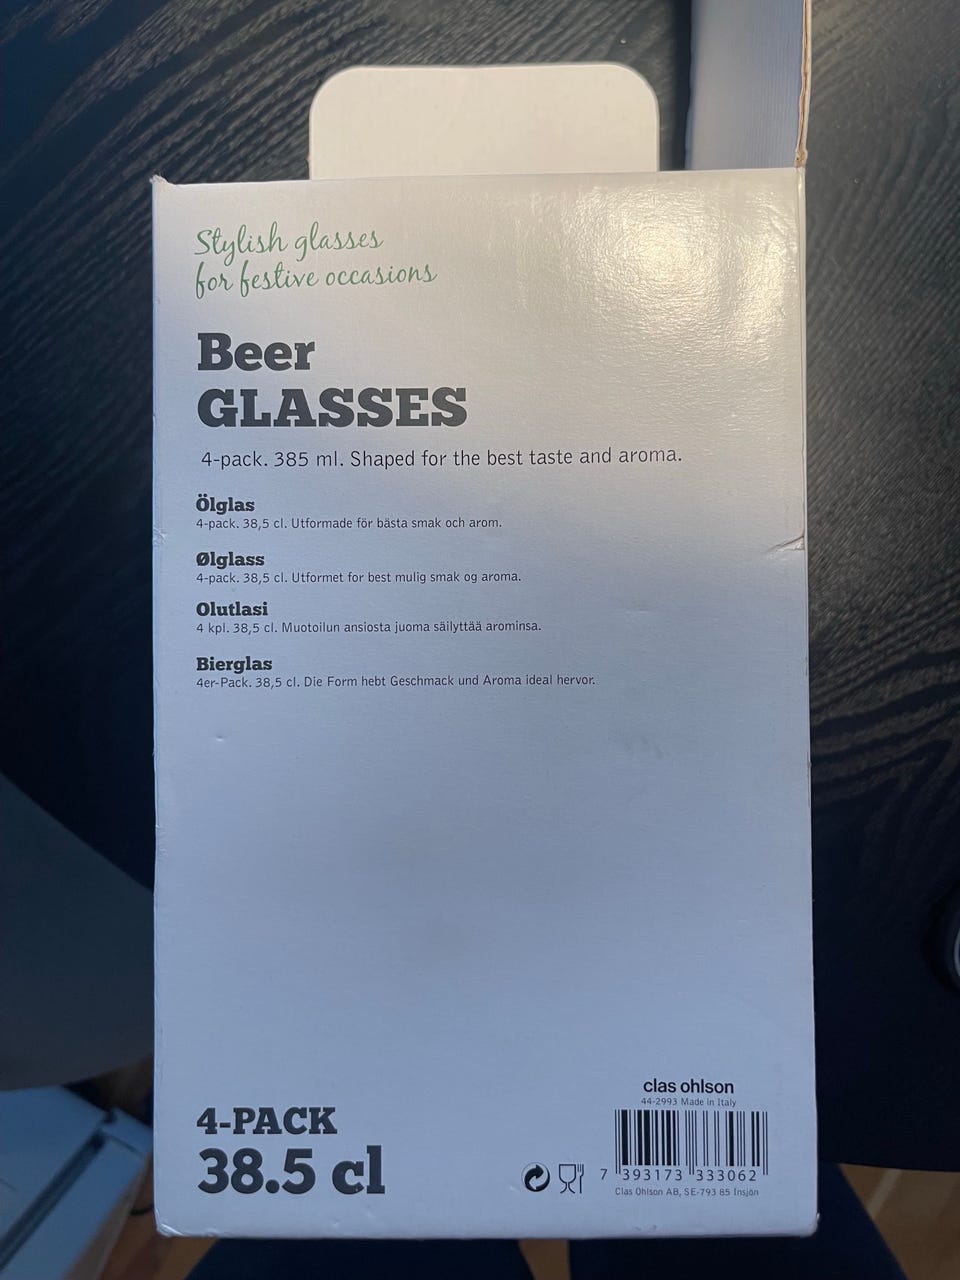 Stylish glasses
for festive occasions
Beer
GLASSES
4-pack. 385 ml. Shaped for the best taste and aroma.
Ölglas
4-pack. 38,5 cl. Utformade för bästa smak och arom.
Ølglass
4-pack. 38,5 cl. Utformet for best mulig smak og aroma.
Olutlasi
4 kpl. 38,5 cl. Muotoilun ansiosta juoma säilyttää arominsa.
Bierglas
4er-Pack. 38,5 cl. Die Form hebt Geschmack und Aroma ideal hervor.
4-PACK
38.5 cl
clas ohlson
44-2993 Made in Italy
7 393173 333062
Clas Ohlson AB, SE-793 85 Insjön